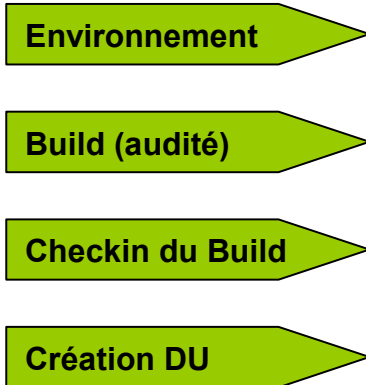 Environnement
Build (audité)
Checkin du Build
Création DU